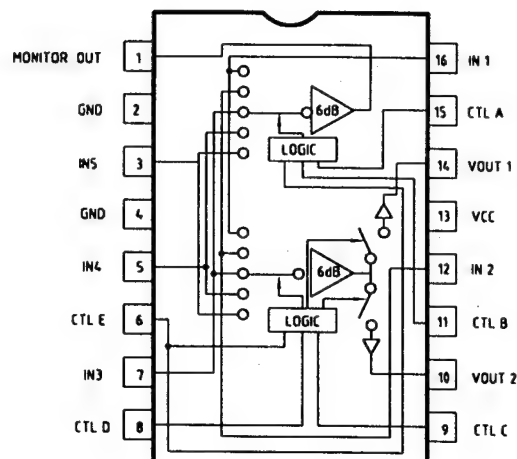 MONITOR OUT 1 16 IN 1
GND 2 6dB 15 CTL A
LOGIC
IN5 3 14 VOUT 1
GND 4 13 VCC
IN4 5 6dB 12 IN 2
CTL E 6 LOGIC 11 CTL B
IN3 7 10 VOUT 2
CTL D 8 9 CTL C